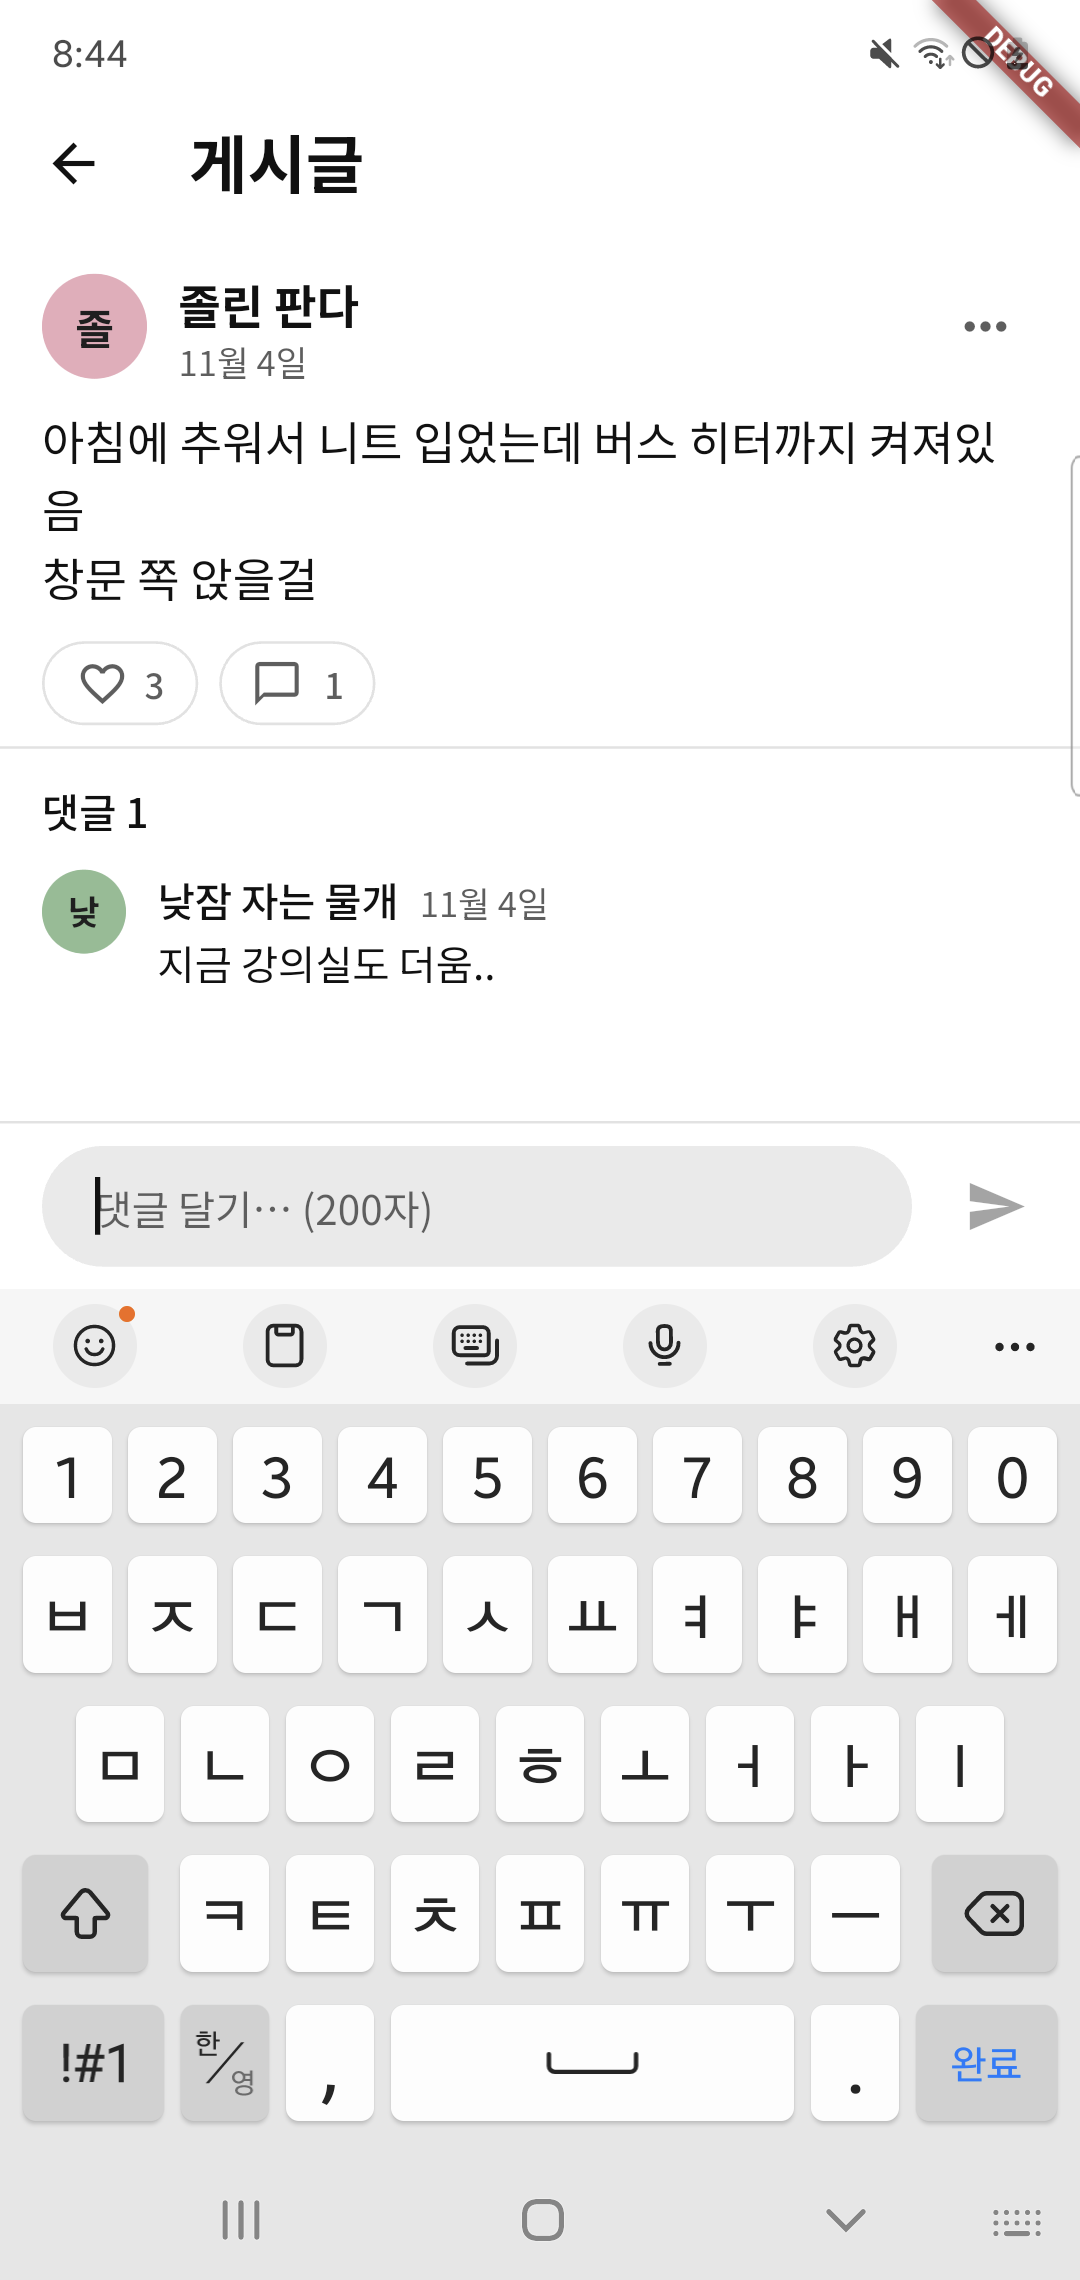 8:44
DEBUG
게시글
졸
졸린 판다
11월 4일
아침에 추워서 니트 입었는데 버스 히터까지 켜져있
음
창문 쪽 앉을걸
3
1
댓글 1
낮
낮잠 자는 물개 11월 4일
지금 강의실도 더움..
댓글 달기… (200자)
1 2 3 4 5 6 7 8 9 0
ㅂ ㅈ ㄷ ㄱ ㅅ ㅛ ㅕ ㅑ ㅐ ㅔ
ㅁ ㄴ ㅇ ㄹ ㅎ ㅗ ㅓ ㅏ ㅣ
ㅋ ㅌ ㅊ ㅍ ㅠ ㅜ ㅡ
!#1 한/영 , . 완료